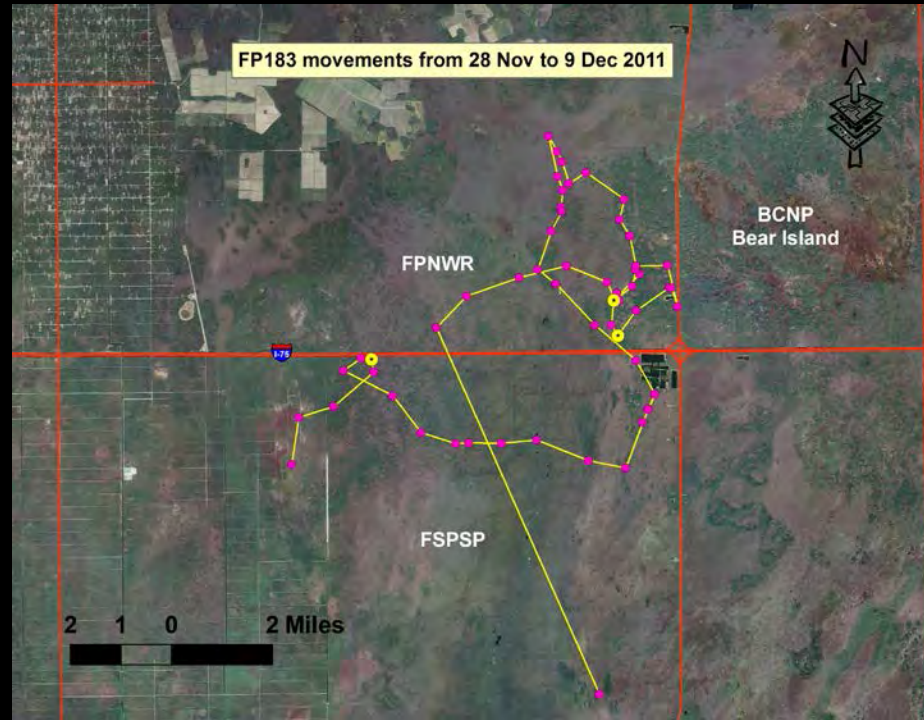 FP183 movements from 28 Nov to 9 Dec 2011
N
BCNP
Bear Island
FPNWR
I-75
FSPSP
2 1 0 2 Miles